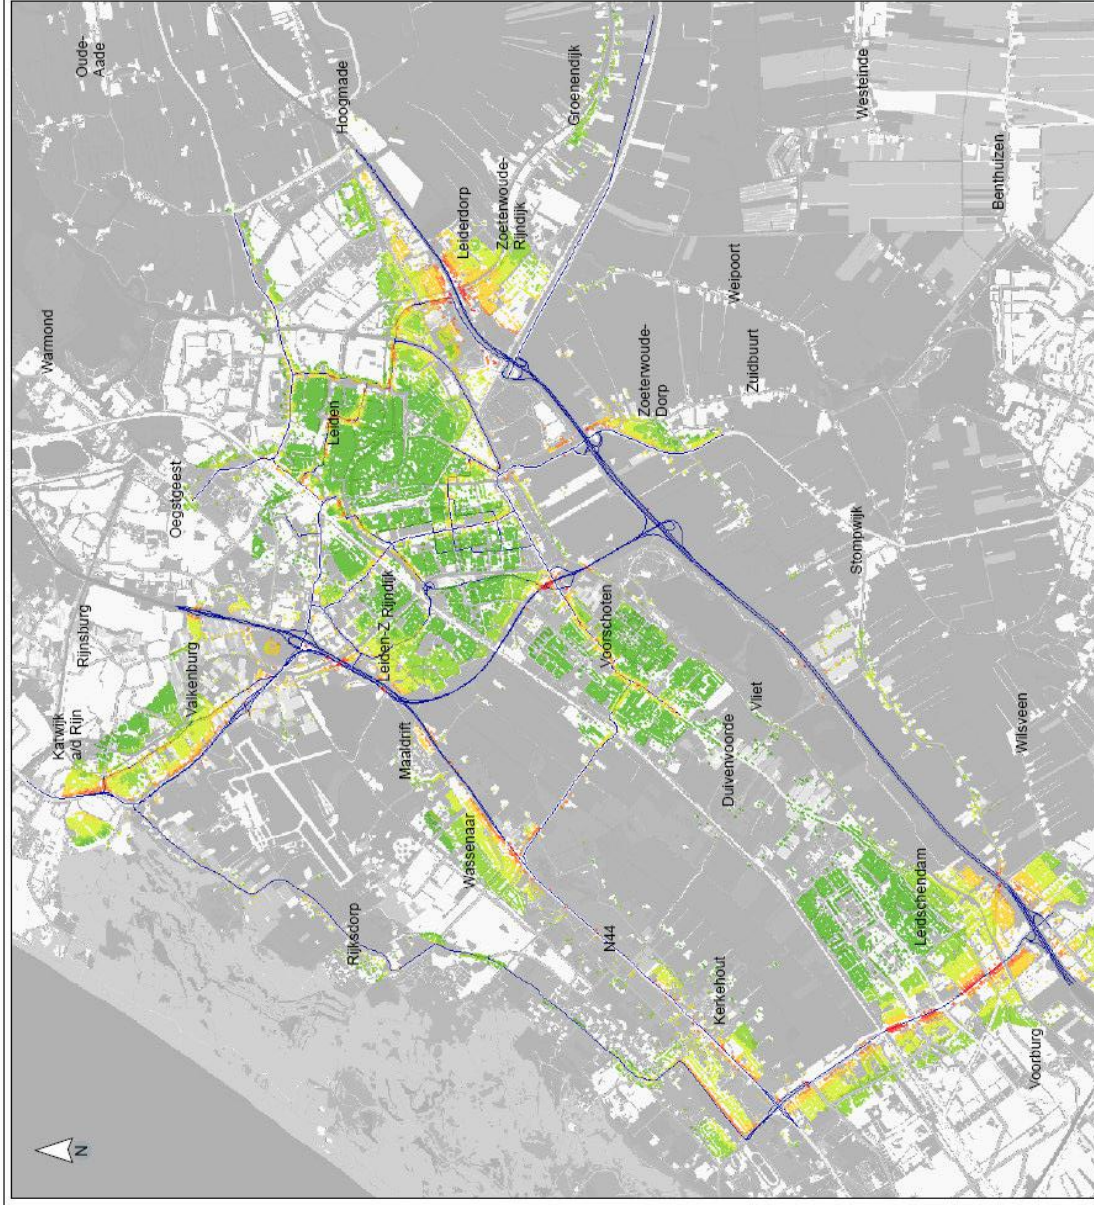 Oude-
Aade
Hoogmade
Groenendijk
Westeinde
Warmond
Zoeterwoude-
Rijndijk
Leiderdorp
Benthuizen
Weipoort
Oegstgeest
Leiden
Zoeterwoude-
Dorp
Zuidbuurt
Rijnsburg
Leiden-Z Rijndijk
Valkenburg
Katwijk
a/d Rijn
Voorschoten
Stompwijk
Maaldrift
Vliet
Duivenvoorde
Wilsveen
Wassenaar
Rijksdorp
N44
Leidschendam
Kerkehout
Voorburg
N